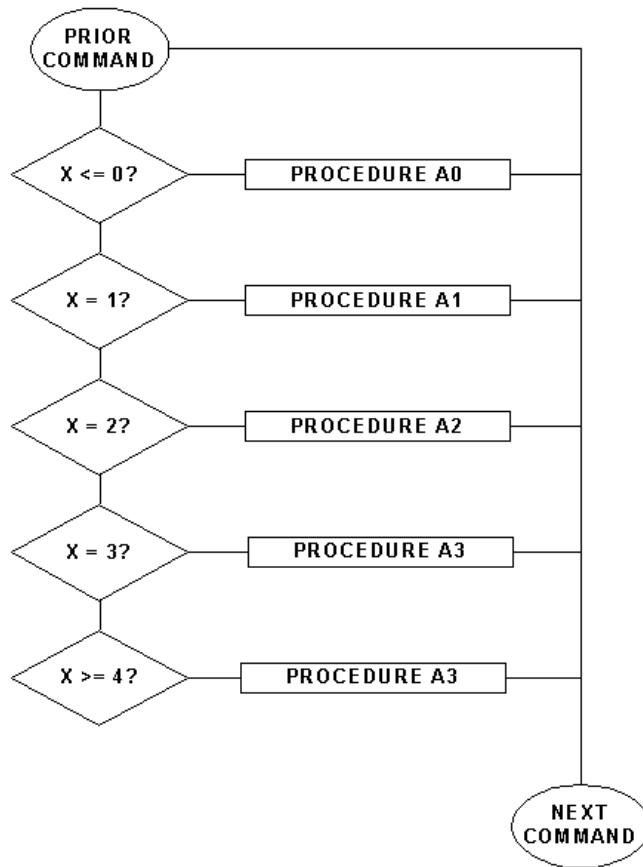 PRIOR
COMMAND
X <= 0?
PROCEDURE A0
X = 1?
PROCEDURE A1
X = 2?
PROCEDURE A2
X = 3?
PROCEDURE A3
X >= 4?
PROCEDURE A3
NEXT
COMMAND